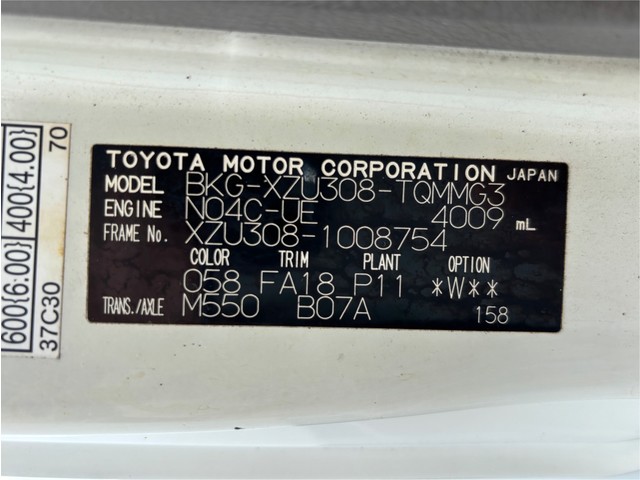 TOYOTA MOTOR CORPORATION JAPAN
MODEL BKG-XZU308-TQMMG3
ENGINE N04C-UE 4009 mL
FRAME No. XZU308-1008754
COLOR TRIM PLANT OPTION
058 FA18 P11 *W**
TRANS./AXLE M550 B07A 158
600{6.00} 400{4.00}
37C30 70